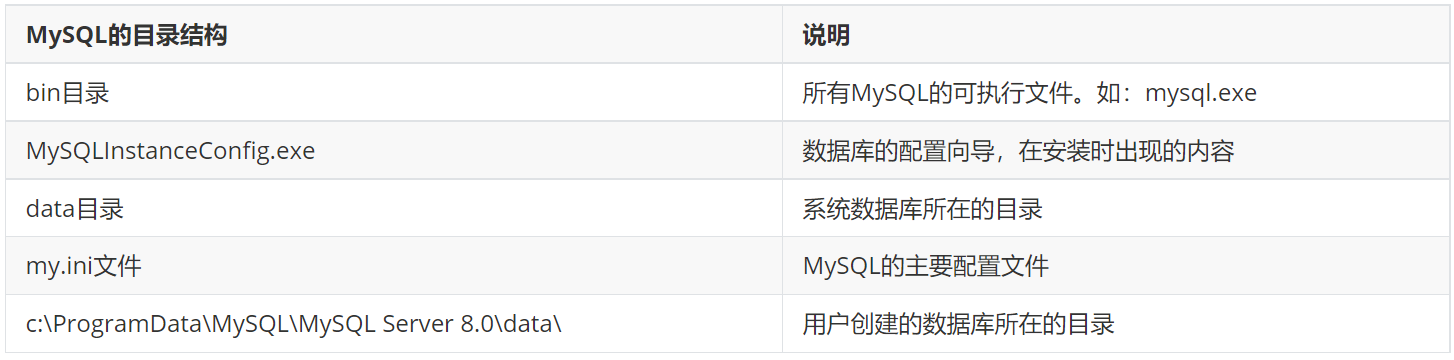 MySQL的目录结构 说明
bin目录 所有MySQL的可执行文件。如：mysql.exe
MySQLInstanceConfig.exe 数据库的配置向导，在安装时出现的内容
data目录 系统数据库所在的目录
my.ini文件 MySQL的主要配置文件
c:\ProgramData\MySQL\MySQL Server 8.0\data\ 用户创建的数据库所在的目录